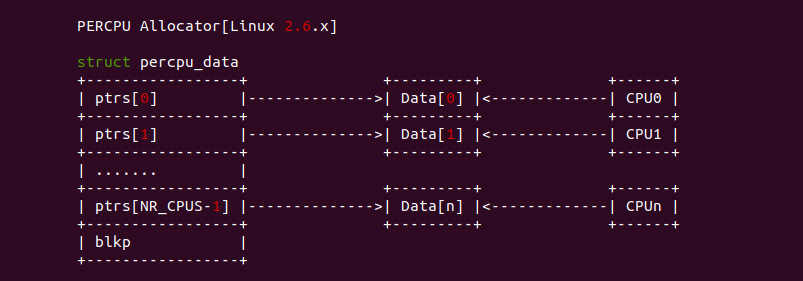 PERCPU Allocator[Linux 2.6.x]

struct percpu_data
+------------------+               +---------+              +------+
| ptrs[0]          |-------------->| Data[0] |<-------------| CPU0 |
+------------------+               +---------+              +------+
| ptrs[1]          |-------------->| Data[1] |<-------------| CPU1 |
+------------------+               +---------+              +------+
| .......          |
+------------------+               +---------+              +------+
| ptrs[NR_CPUS-1]  |-------------->| Data[n] |<-------------| CPUn |
+------------------+               +---------+              +------+
| blkp             |
+------------------+